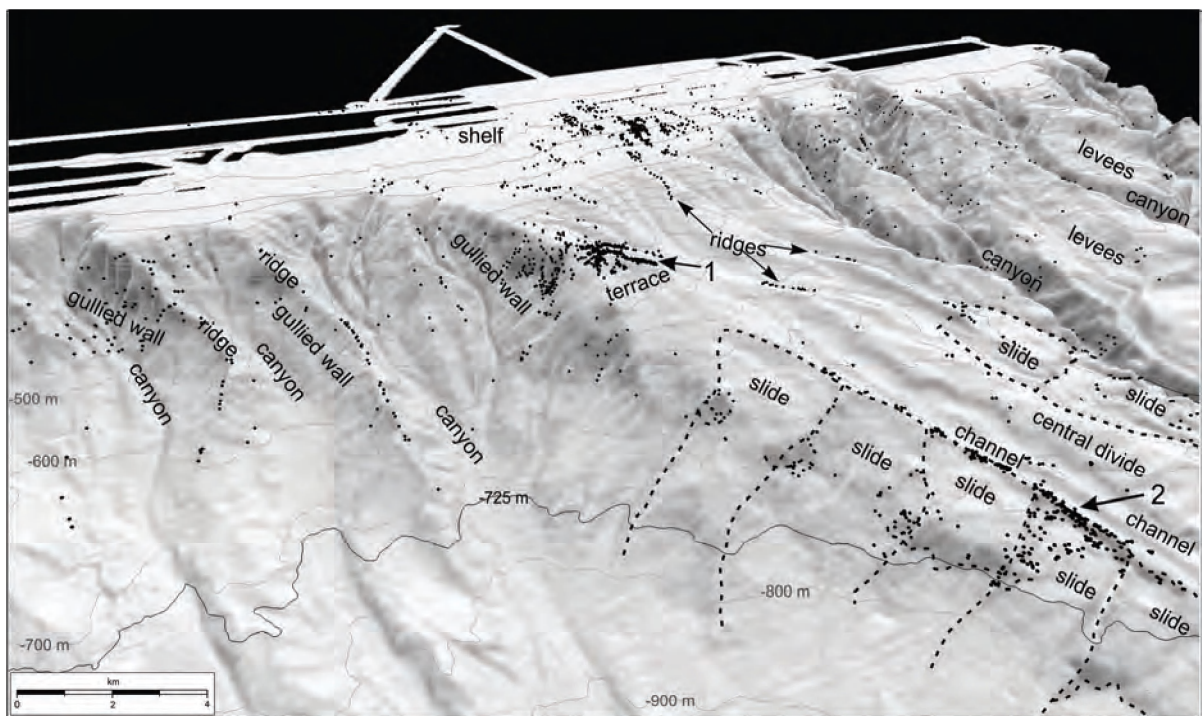 shelf
levees
canyon
levees
ridges
canyon
gullied wall
1
terrace
ridge
gullied wall
ridge
gullied wall
canyon
canyon
canyon
slide
slide
slide
central divide
slide
channel
slide
slide
2
channel
slide
slide
-500 m
-600 m
-725 m
-800 m
-700 m
-900 m
km
0 2 4